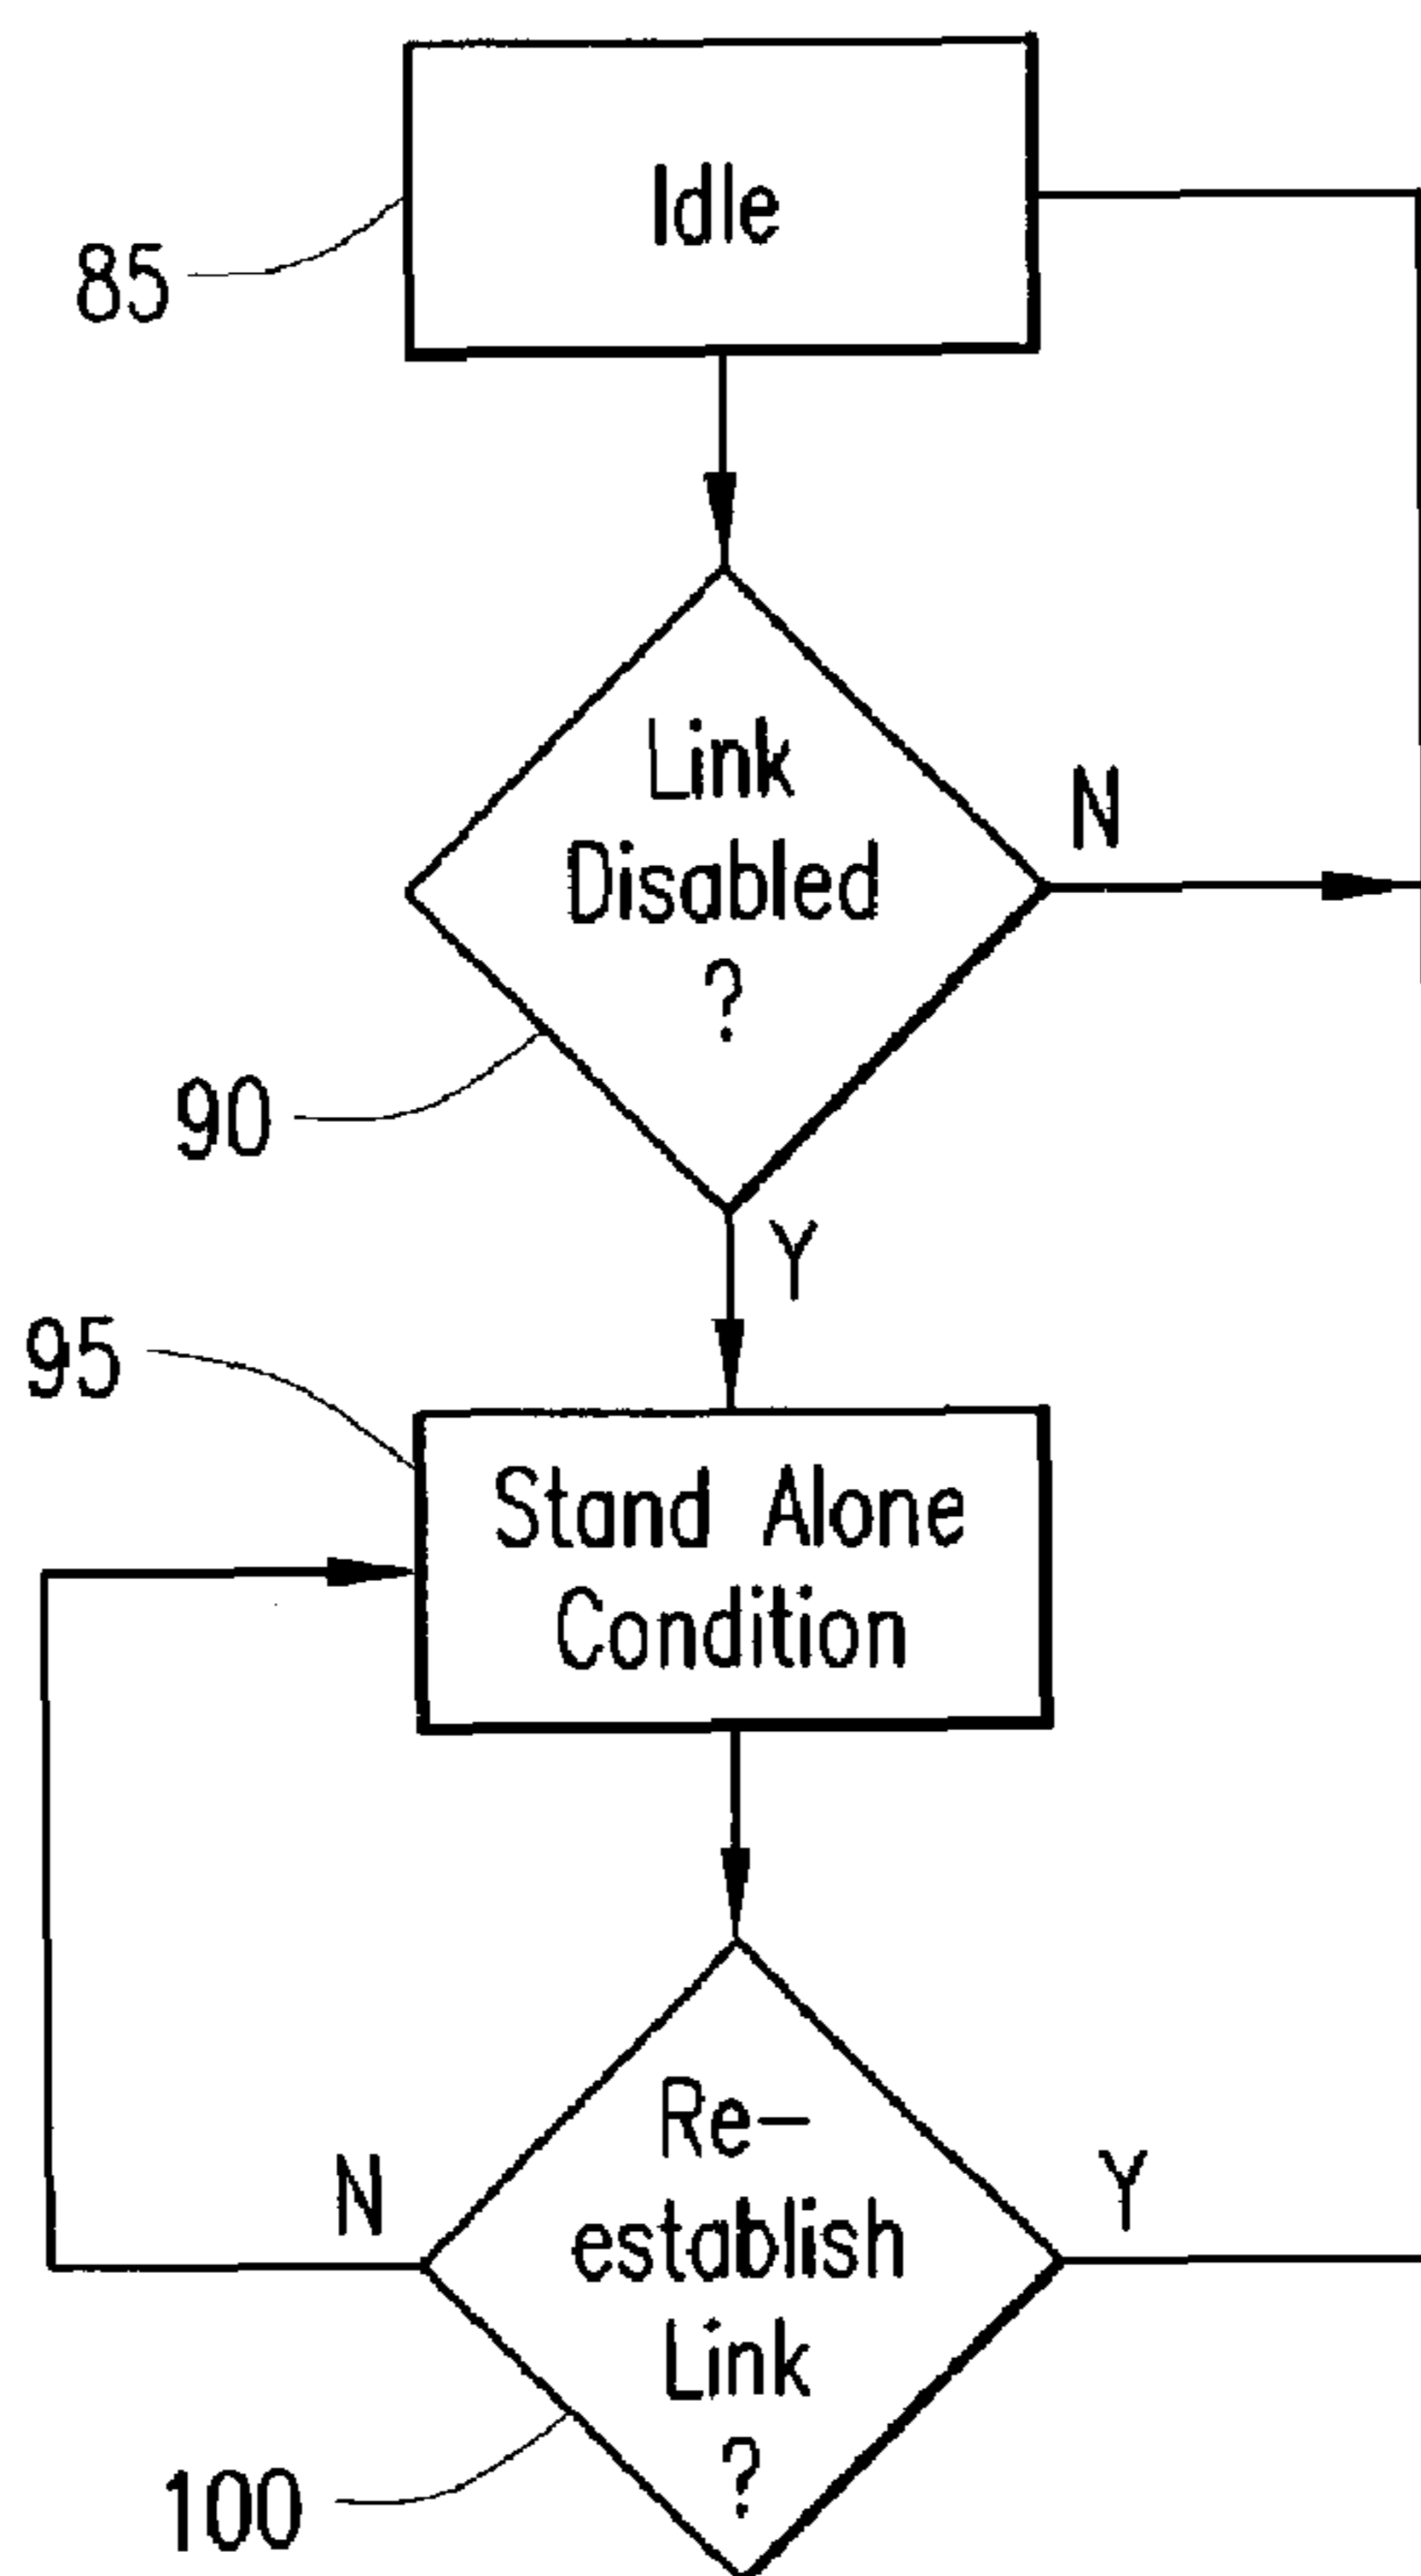 Idle
85
Link
Disabled
?
N
90
Y
95
Stand Alone
Condition
Re-
establish
Link
?
N
Y
100